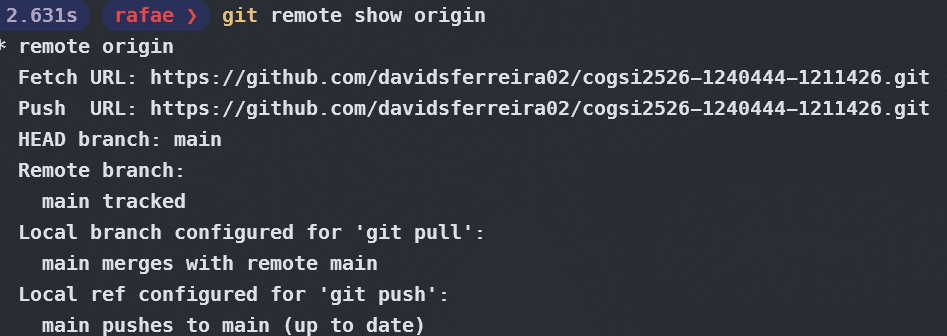 2.631s rafae ❯ git remote show origin
* remote origin
  Fetch URL: https://github.com/davidsferreira02/cogsi2526-1240444-1211426.git
  Push  URL: https://github.com/davidsferreira02/cogsi2526-1240444-1211426.git
  HEAD branch: main
  Remote branch:
    main tracked
  Local branch configured for 'git pull':
    main merges with remote main
  Local ref configured for 'git push':
    main pushes to main (up to date)